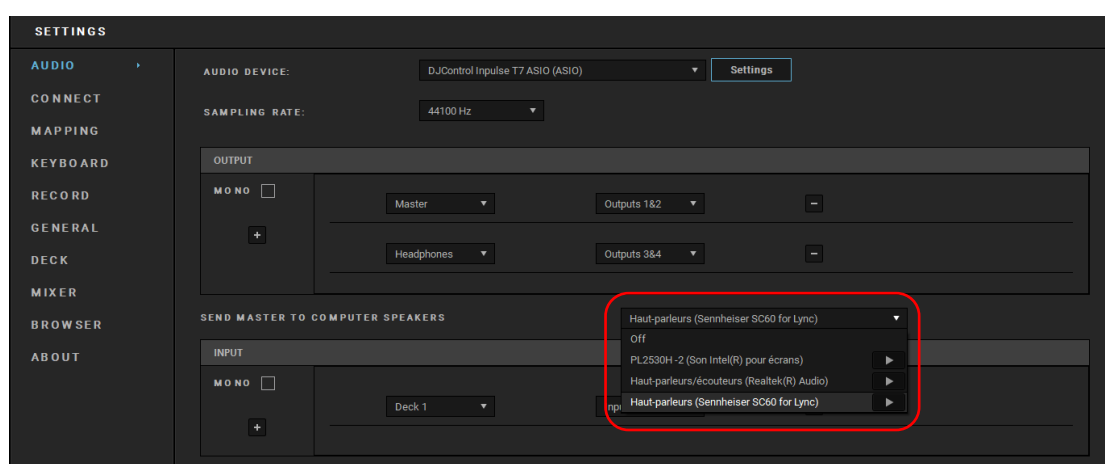 SETTINGS
AUDIO
CONNECT
MAPPING
KEYBOARD
RECORD
GENERAL
DECK
MIXER
BROWSER
ABOUT
AUDIO DEVICE: DJControl Inpulse T7 ASIO (ASIO) Settings
SAMPLING RATE: 44100 Hz
OUTPUT
MONO
+
Master Outputs 1&2 –
Headphones Outputs 3&4 –
SEND MASTER TO COMPUTER SPEAKERS Haut-parleurs (Sennheiser SC60 for Lync)
Off
PL2530H -2 (Son Intel(R) pour écrans)
Haut-parleurs/écouteurs (Realtek(R) Audio)
Haut-parleurs (Sennheiser SC60 for Lync)
INPUT
MONO
+
Deck 1